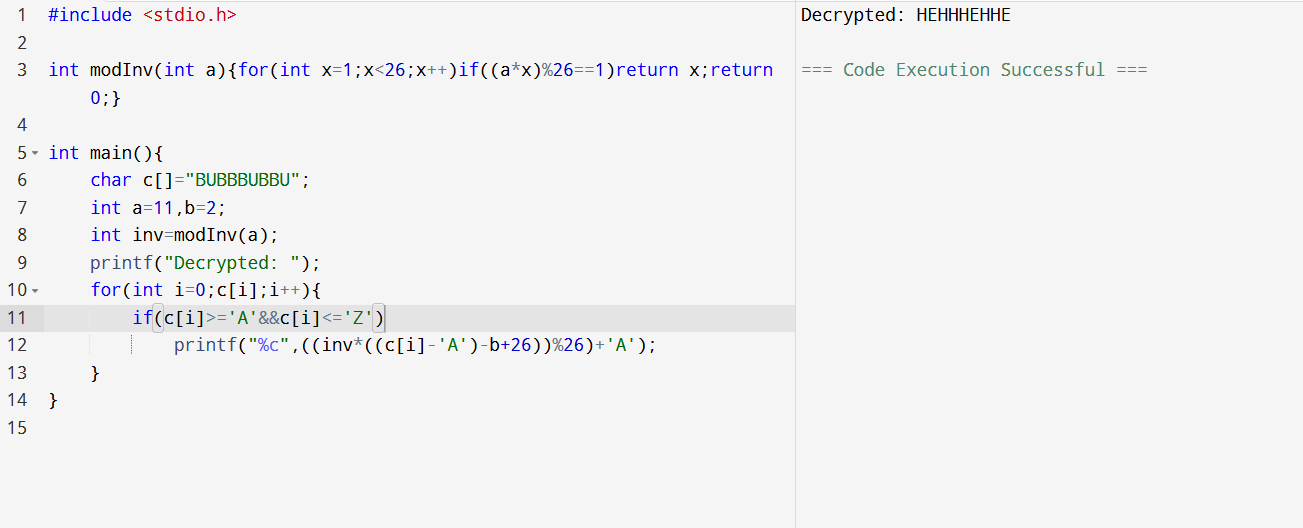 1 #include <stdio.h>
2
3 int modInv(int a){for(int x=1;x<26;x++)if((a*x)%26==1)return x;return
0;}
4
5 int main(){
6 char c[]="BUBBBUBBU";
7 int a=11,b=2;
8 int inv=modInv(a);
9 printf("Decrypted: ");
10 for(int i=0;c[i];i++){
11 if(c[i]>='A'&&c[i]<='Z')
12 printf("%c",((inv*((c[i]-'A')-b+26))%26)+'A');
13 }
14 }
15
Decrypted: HEHHHEHHE
=== Code Execution Successful ===